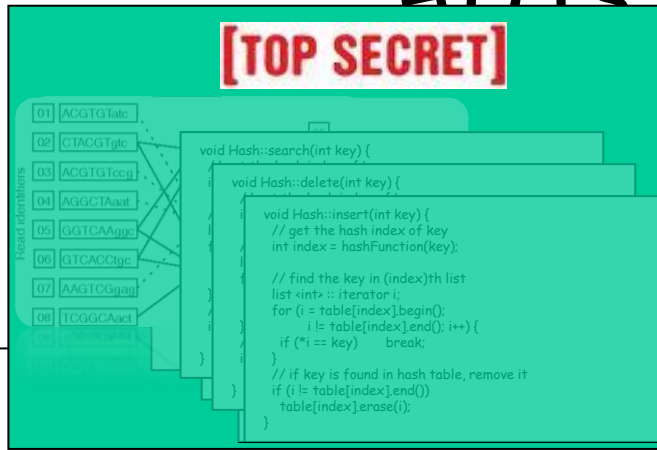 [TOP SECRET]
Read identifiers
01 ACGTGTatc
02 CTACGTgtc
03 ACGTGTccg
04 AGGCTAaat
05 GGTCAAggc
06 GTCACCtgc
07 AAGTCGgag
08 TCGGCAact
void Hash::search(int key) {
void Hash::delete(int key) {
void Hash::insert(int key) {
// get the hash index of key
int index = hashFunction(key);
// find the key in (index)th list
list <int> :: iterator i;
for (i = table[index].begin();
i != table[index].end(); i++) {
if (*i == key) break;
}
// if key is found in hash table, remove it
if (i != table[index].end())
table[index].erase(i);
}